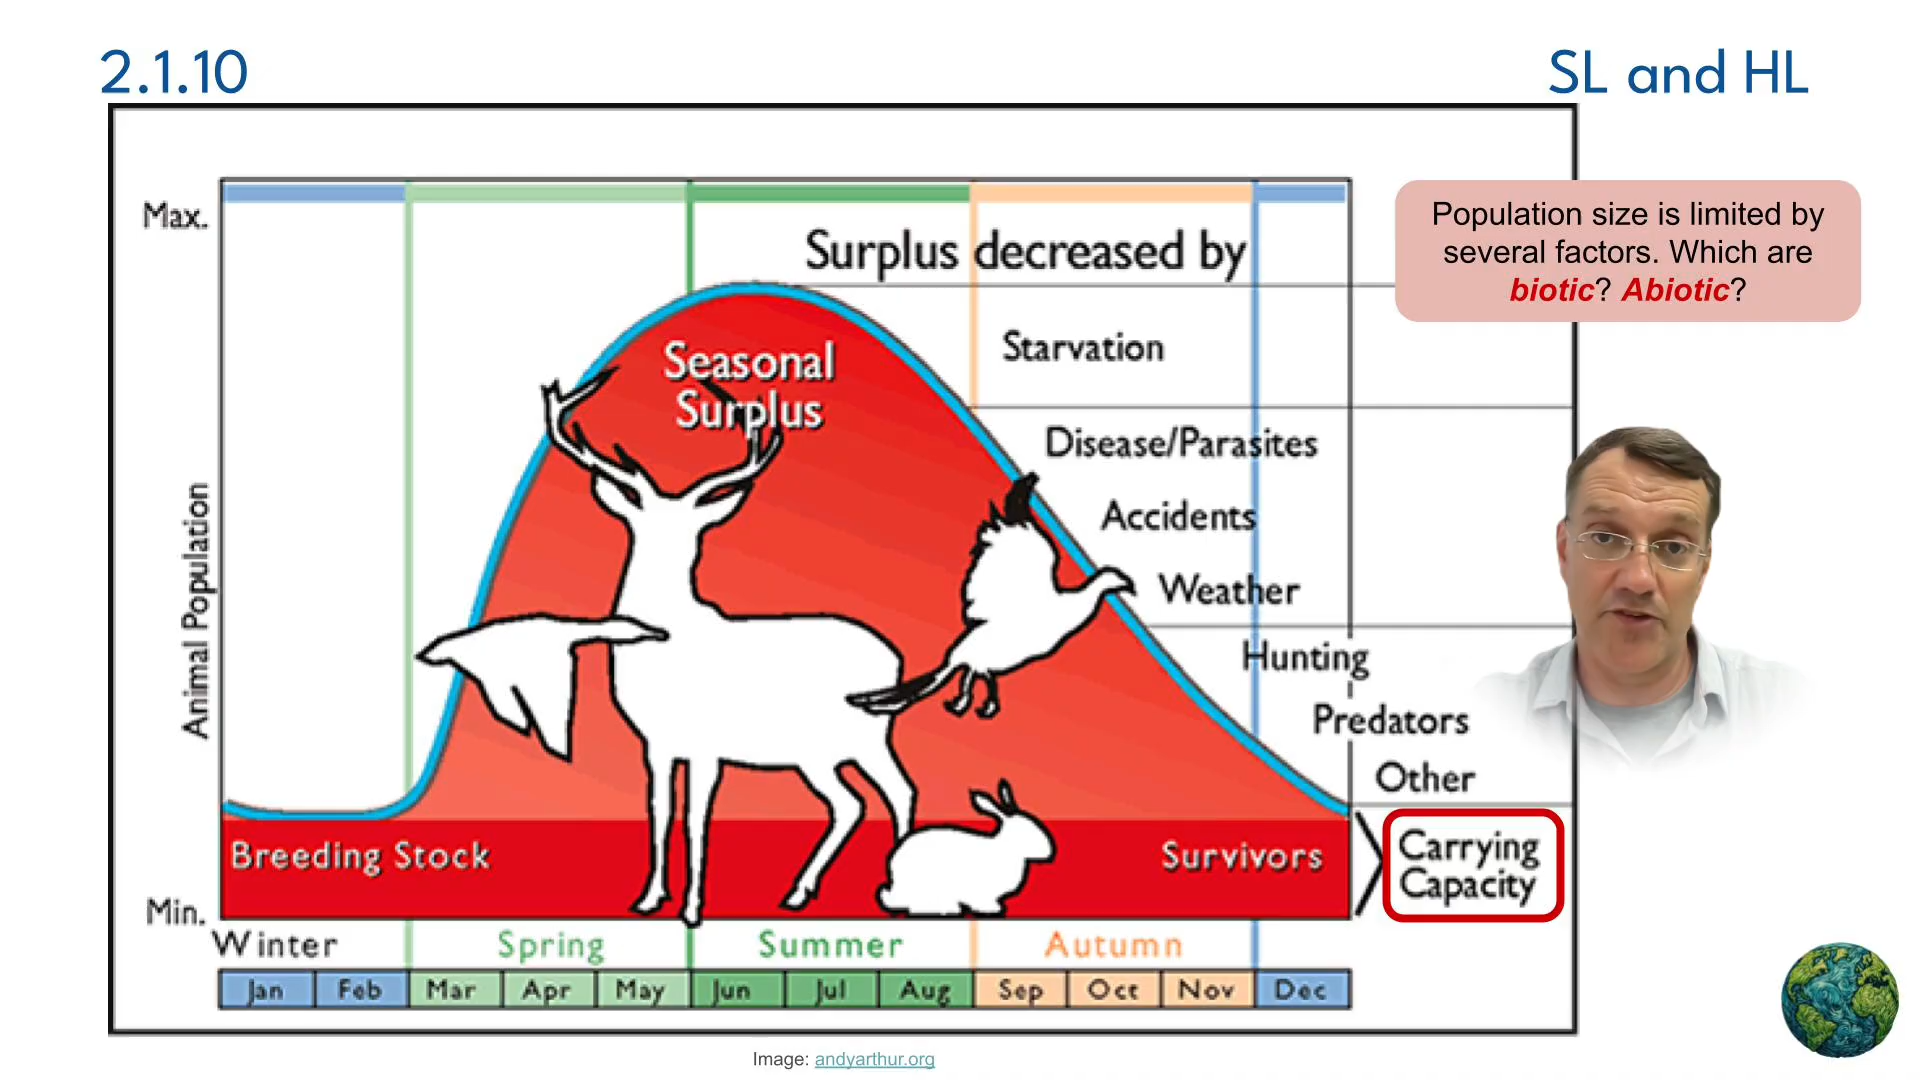 2.1.10
SL and HL
Max.
Surplus decreased by
Population size is limited by
several factors. Which are
biotic? Abiotic?
Seasonal
Surplus
Starvation
Disease/Parasites
Accidents
Weather
Hunting
Predators
Other
Animal Population
Breeding Stock
Survivors
Carrying
Capacity
Min.
Winter
Spring
Summer
Autumn
Jan Feb Mar Apr May Jun Jul Aug Sep Oct Nov Dec
Image: andyarthur.org